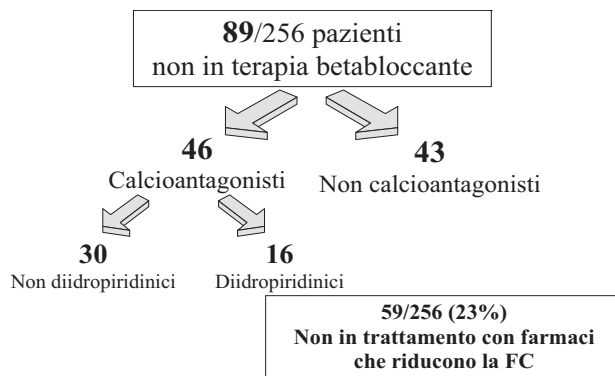 89/256 pazienti
non in terapia betabloccante
46
Calcioantagonisti
43
Non calcioantagonisti
30
Non diidropiridinici
16
Diidropiridinici
59/256 (23%)
Non in trattamento con farmaci
che riducono la FC